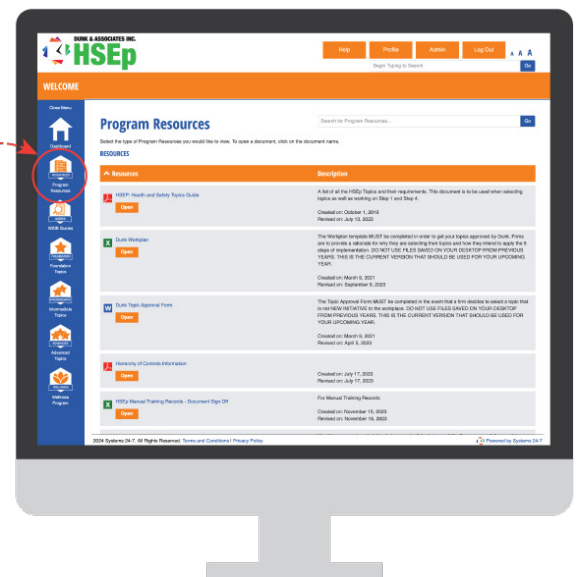 DUNK & ASSOCIATES INC.
HSEp
Help
Profile
Admin
Log Out
A A A
Begin Typing to Search
Go
WELCOME
Close Menu
Dashboard
Program Resources
WSIB Guides
Foundation Topics
Intermediate Topics
Advanced Topics
Wellness Program
Program Resources
Search for Program Resources...
Go
Select the type of Program Resources you would like to view. To open a document, click on the document name.
RESOURCES
Resources
Description
HSEP: Health and Safety Topics Guide
Open
A list of all the HSEp Topics and their requirements. This document is to be used when selecting
topics as well as working on Step 1 and Step 4.
Created on: October 1, 2019
Revised on: July 13, 2023
Dunk Workplan
Open
The Workplan template MUST be completed in order to get your topics approved by Dunk. Firms
are to provide a rationale for why they are selecting their topics and how they intend to apply the 5
steps of implementation. DO NOT USE FILES SAVED ON YOUR DESKTOP FROM PREVIOUS
YEARS. THIS IS THE CURRENT VERSION THAT SHOULD BE USED FOR YOUR UPCOMING
YEAR.
Created on: March 9, 2021
Revised on: September 6, 2023
Dunk Topic Approval Form
Open
The Topic Approval Form MUST be completed in the event that a firm decides to select a topic that
is not NEW INITIATIVE to the workplace. DO NOT USE FILES SAVED ON YOUR DESKTOP
FROM PREVIOUS YEARS. THIS IS THE CURRENT VERSION THAT SHOULD BE USED FOR
YOUR UPCOMING YEAR.
Created on: March 9, 2021
Revised on: April 5, 2023
Hierarchy of Controls Information
Open
Created on: July 17, 2023
Revised on: July 17, 2023
HSEp Manual Training Records - Document Sign Off
Open
For Manual Training Records
Created on: November 15, 2023
Revised on: November 16, 2023
2024 Systems 24-7. All Rights Reserved. Terms and Conditions | Privacy Policy
Powered by Systems 24-7